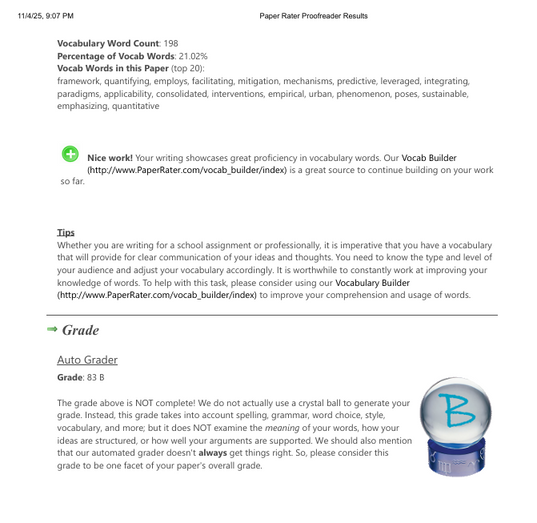 11/4/25, 9:07 PM Paper Rater Proofreader Results
Vocabulary Word Count: 198
Percentage of Vocab Words: 21.02%
Vocab Words in this Paper (top 20):
framework, quantifying, employs, facilitating, mitigation, mechanisms, predictive, leveraged, integrating,
paradigms, applicability, consolidated, interventions, empirical, urban, phenomenon, poses, sustainable,
emphasizing, quantitative
Nice work! Your writing showcases great proficiency in vocabulary words. Our Vocab Builder
(http://www.PaperRater.com/vocab_builder/index) is a great source to continue building on your work
so far.
Tips
Whether you are writing for a school assignment or professionally, it is imperative that you have a vocabulary
that will provide for clear communication of your ideas and thoughts. You need to know the type and level of
your audience and adjust your vocabulary accordingly. It is worthwhile to constantly work at improving your
knowledge of words. To help with this task, please consider using our Vocabulary Builder
(http://www.PaperRater.com/vocab_builder/index) to improve your comprehension and usage of words.
Grade
Auto Grader
Grade: 83 B
The grade above is NOT complete! We do not actually use a crystal ball to generate your
grade. Instead, this grade takes into account spelling, grammar, word choice, style,
vocabulary, and more; but it does NOT examine the meaning of your words, how your
ideas are structured, or how well your arguments are supported. We should also mention
that our automated grader doesn't always get things right. So, please consider this
grade to be one facet of your paper's overall grade.
B